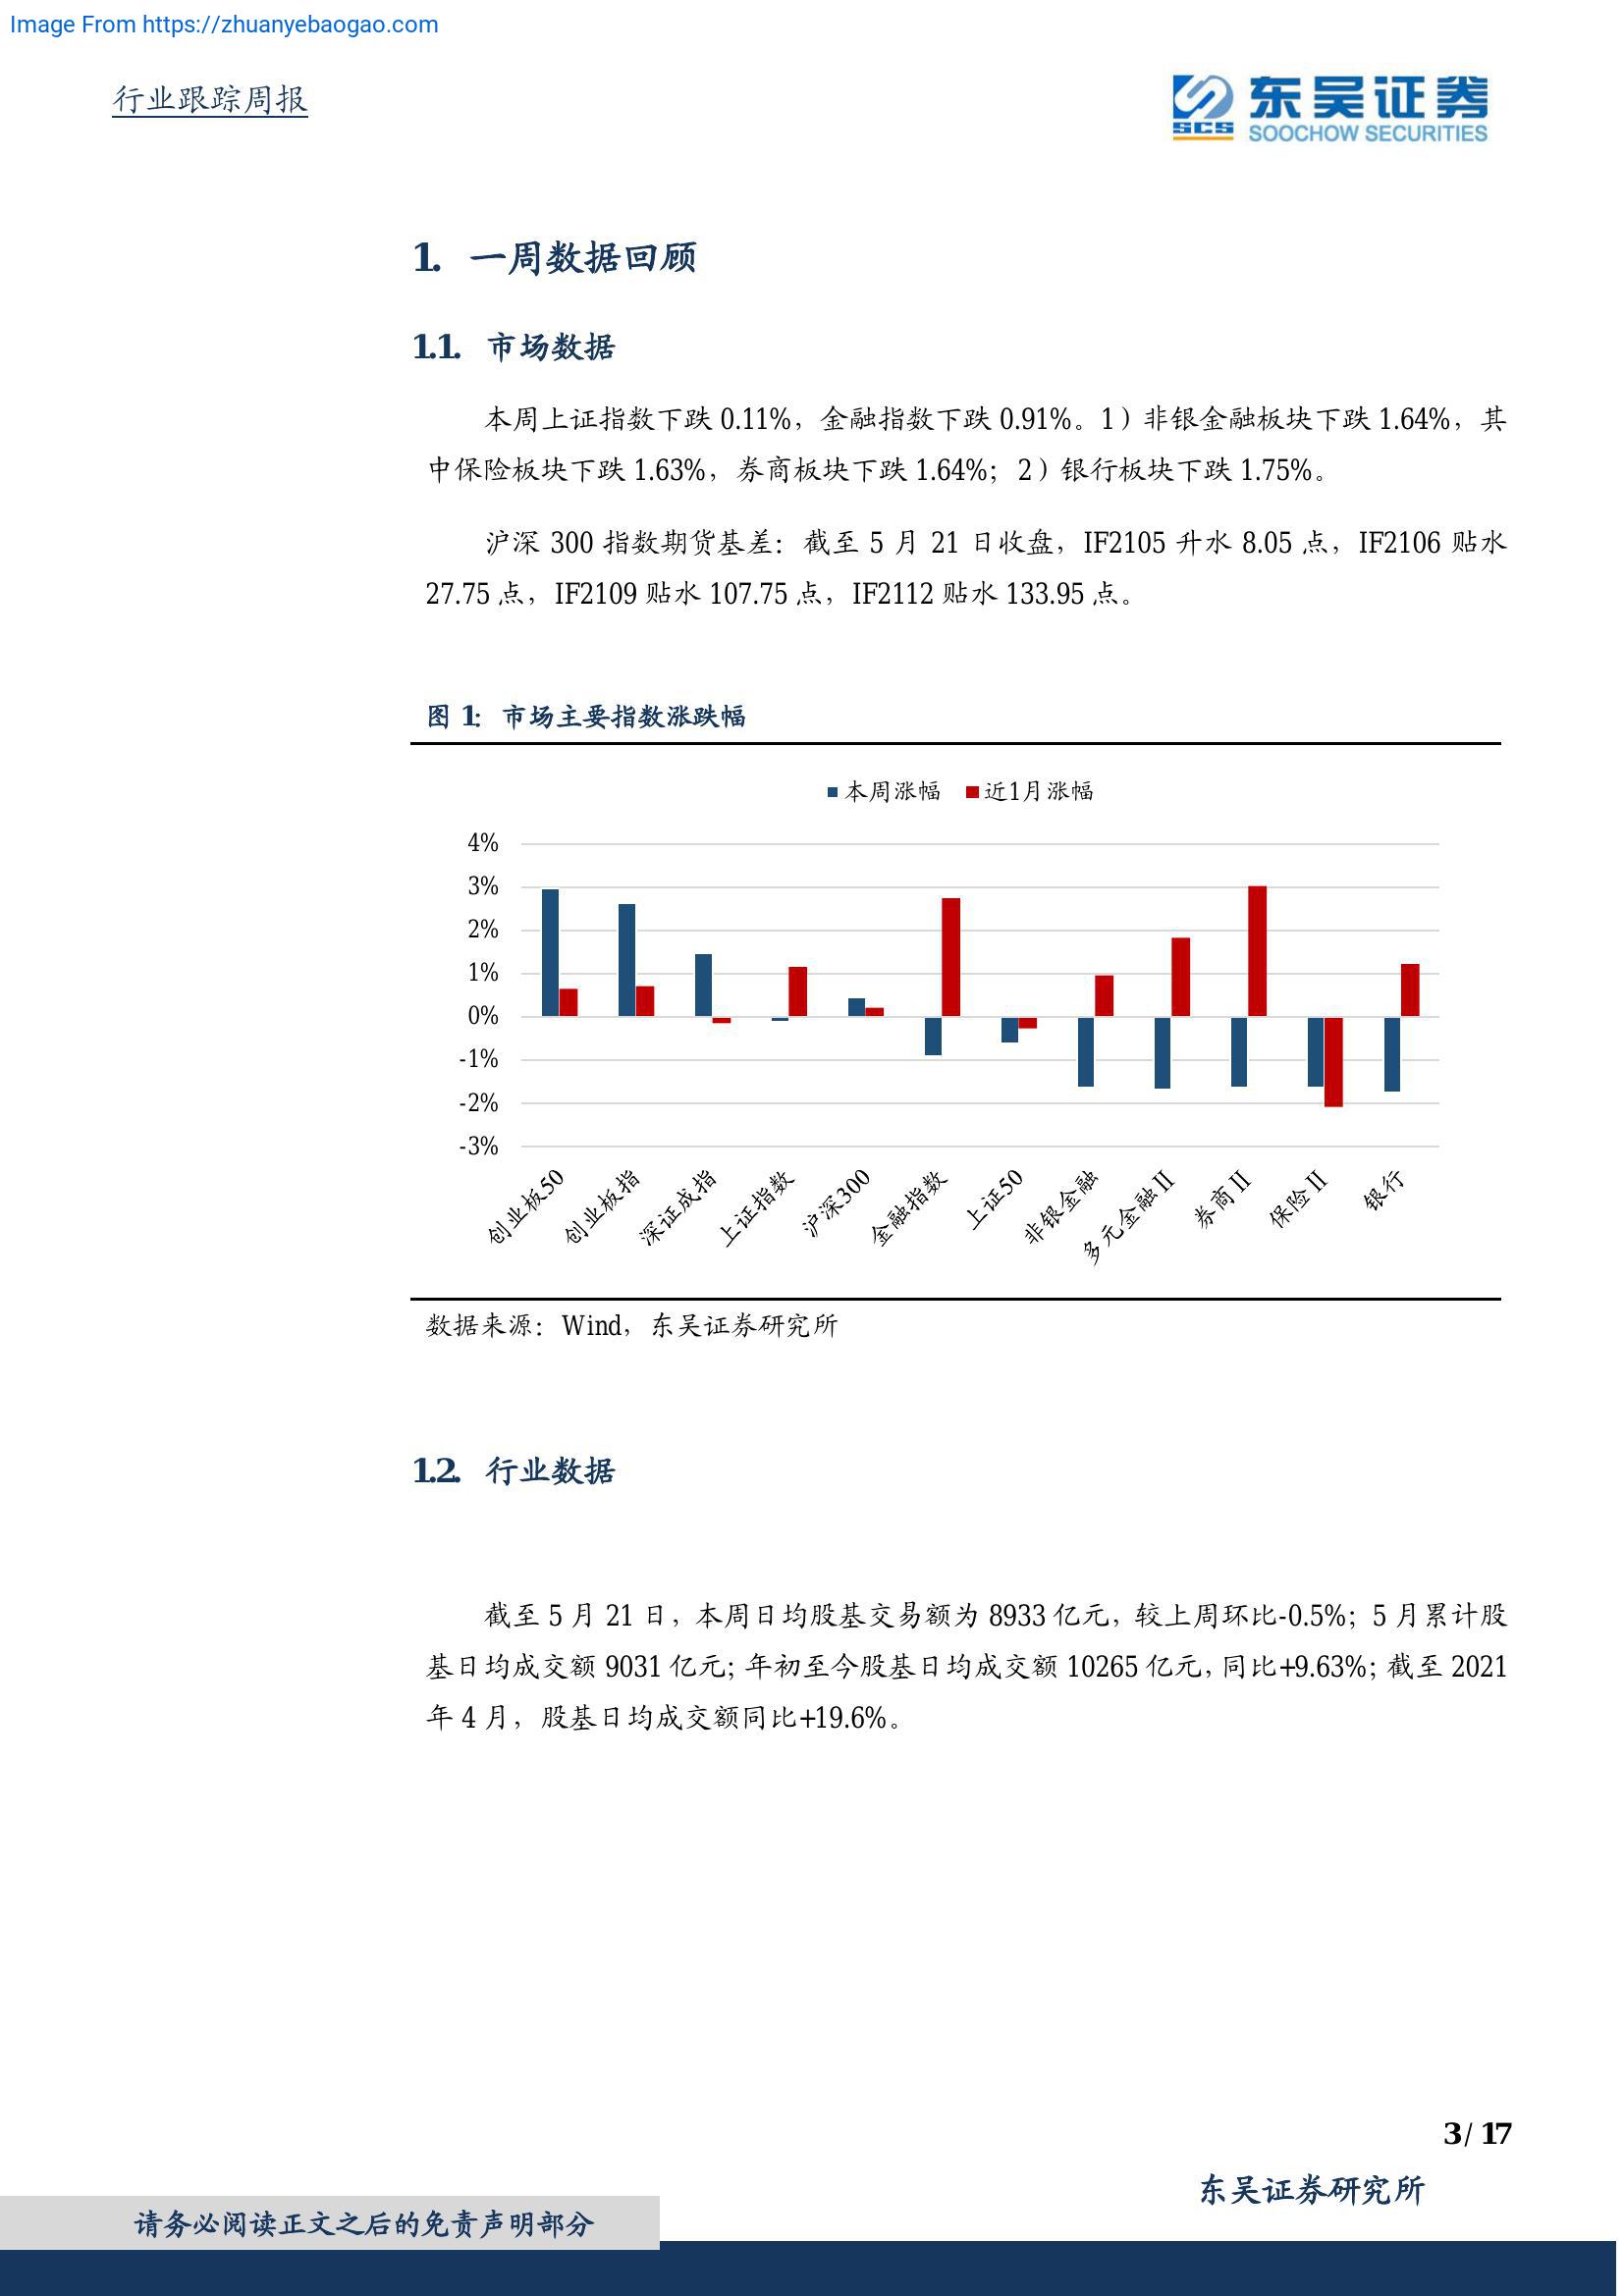 Image From https://zhuanyebaogao.com
行业跟踪周报
SCS
东吴证券
SOOCHOW SECURITIES
1. 一周数据回顾
1.1. 市场数据
本周上证指数下跌 0.11%，金融指数下跌 0.91%。1）非银金融板块下跌 1.64%，其
中保险板块下跌 1.63%，券商板块下跌 1.64%；2）银行板块下跌 1.75%。
沪深 300 指数期货基差：截至 5 月 21 日收盘，IF2105 升水 8.05 点，IF2106 贴水
27.75 点，IF2109 贴水 107.75 点，IF2112 贴水 133.95 点。
图 1：市场主要指数涨跌幅
本周涨幅 近1月涨幅
4%
3%
2%
1%
0%
-1%
-2%
-3%
创业板50
创业板指
深证成指
上证指数
沪深300
金融指数
上证50
非银金融
多元金融Ⅱ
券商Ⅱ
保险Ⅱ
银行
数据来源：Wind，东吴证券研究所
1.2. 行业数据
截至 5 月 21 日，本周日均股基交易额为 8933 亿元，较上周环比-0.5%；5 月累计股
基日均成交额 9031 亿元；年初至今股基日均成交额 10265 亿元，同比+9.63%；截至 2021
年 4 月，股基日均成交额同比+19.6%。
3 / 17
东吴证券研究所
请务必阅读正文之后的免责声明部分